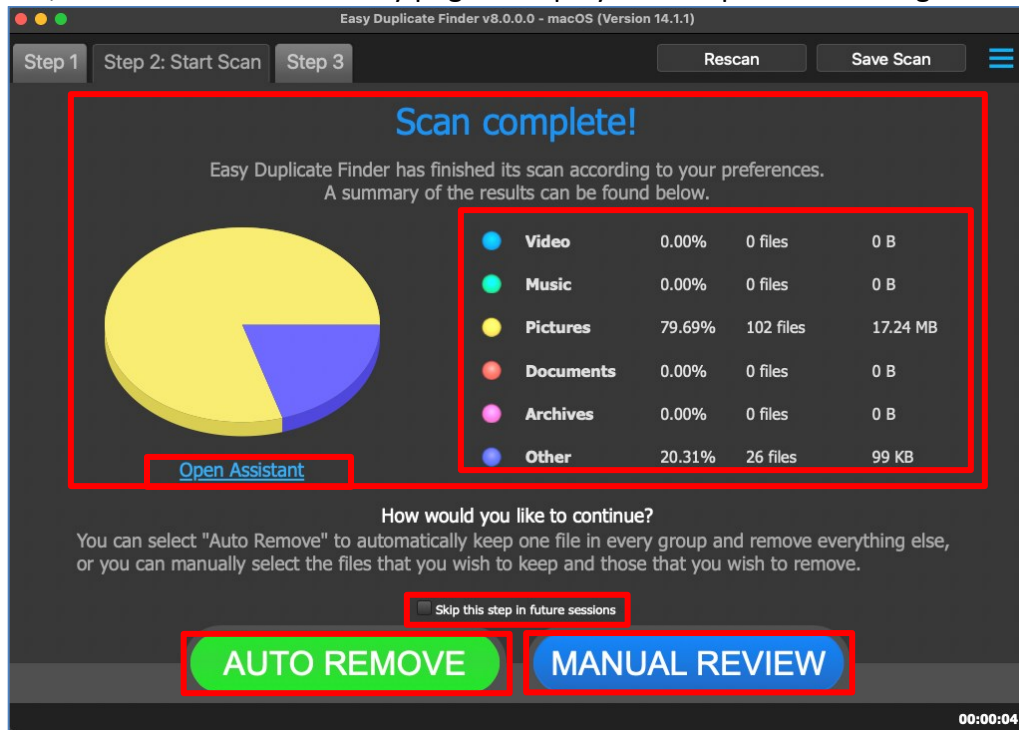 Easy Duplicate Finder v8.0.0.0 - macOS (Version 14.1.1)
Step 1 Step 2: Start Scan Step 3 Rescan Save Scan
Scan complete!
Easy Duplicate Finder has finished its scan according to your preferences.
A summary of the results can be found below.
Video 0.00% 0 files 0 B
Music 0.00% 0 files 0 B
Pictures 79.69% 102 files 17.24 MB
Documents 0.00% 0 files 0 B
Archives 0.00% 0 files 0 B
Other 20.31% 26 files 99 KB
Open Assistant
How would you like to continue?
You can select "Auto Remove" to automatically keep one file in every group and remove everything else,
or you can manually select the files that you wish to keep and those that you wish to remove.
Skip this step in future sessions
AUTO REMOVE MANUAL REVIEW
00:00:04